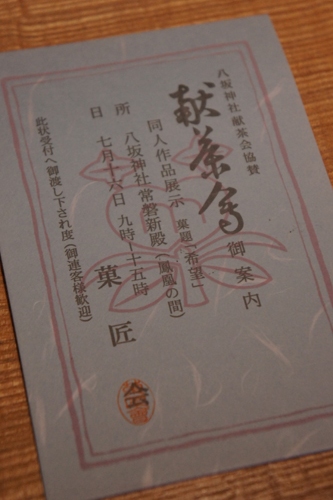 八坂神社献茶会協賛
献茶会 御案内
同人作品展示 菓題「希望」
所 八坂神社常磐新殿(鳳凰の間)
日 七月十六日 九時ー十五時
菓匠
会
此状受付へ御渡し下され度(御連客様歓迎)